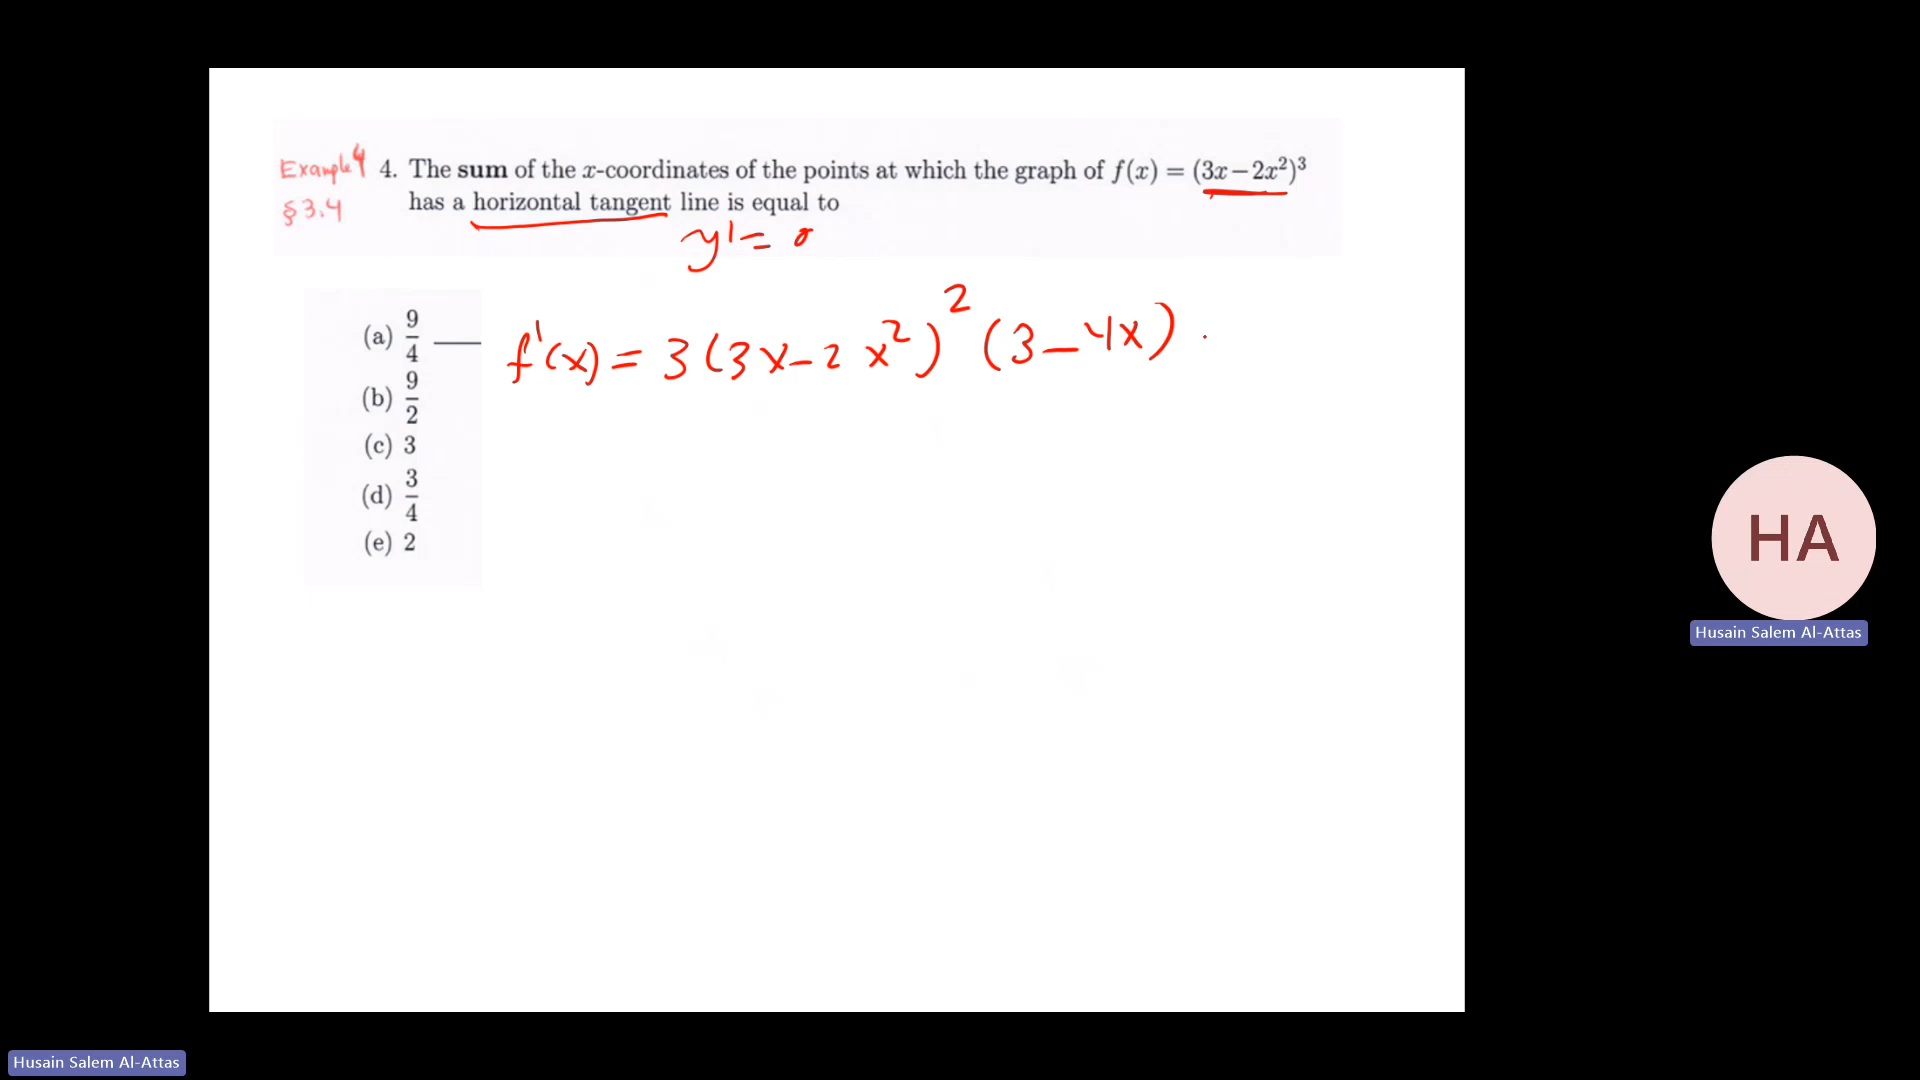 Example 4
§3.4
4. The sum of the x-coordinates of the points at which the graph of f(x) = (3x − 2x²)³
has a horizontal tangent line is equal to
y' = 0
(a) 9/4
f'(x) = 3(3x − 2x²)² (3 − 4x)
(b) 9/2
(c) 3
(d) 3/4
(e) 2
HA
Husain Salem Al-Attas
Husain Salem Al-Attas